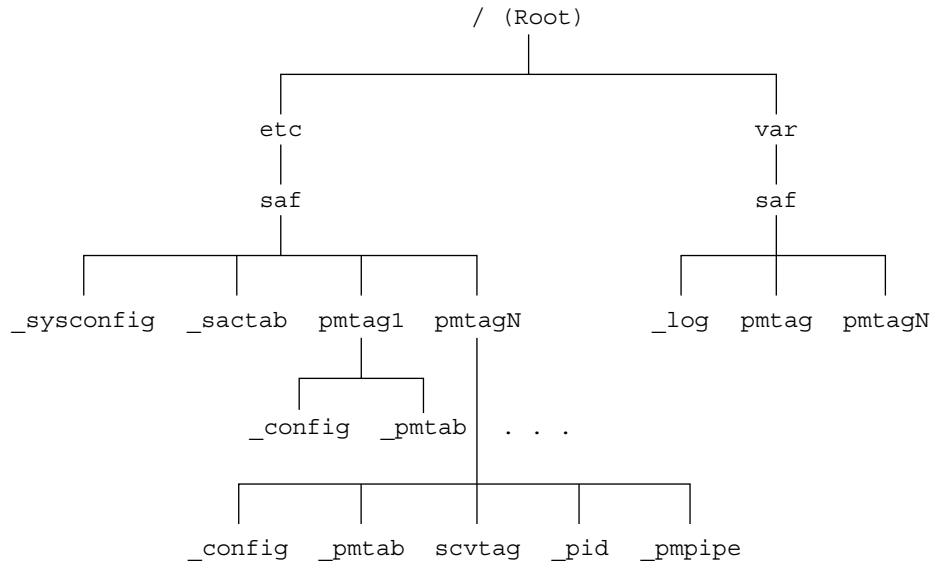 / (Root)
etc var
saf saf
_sysconfig _sactab pmtag1 pmtagN _log pmtag pmtagN
_config _pmtab . . .
_config _pmtab scvtag _pid _pmpipe